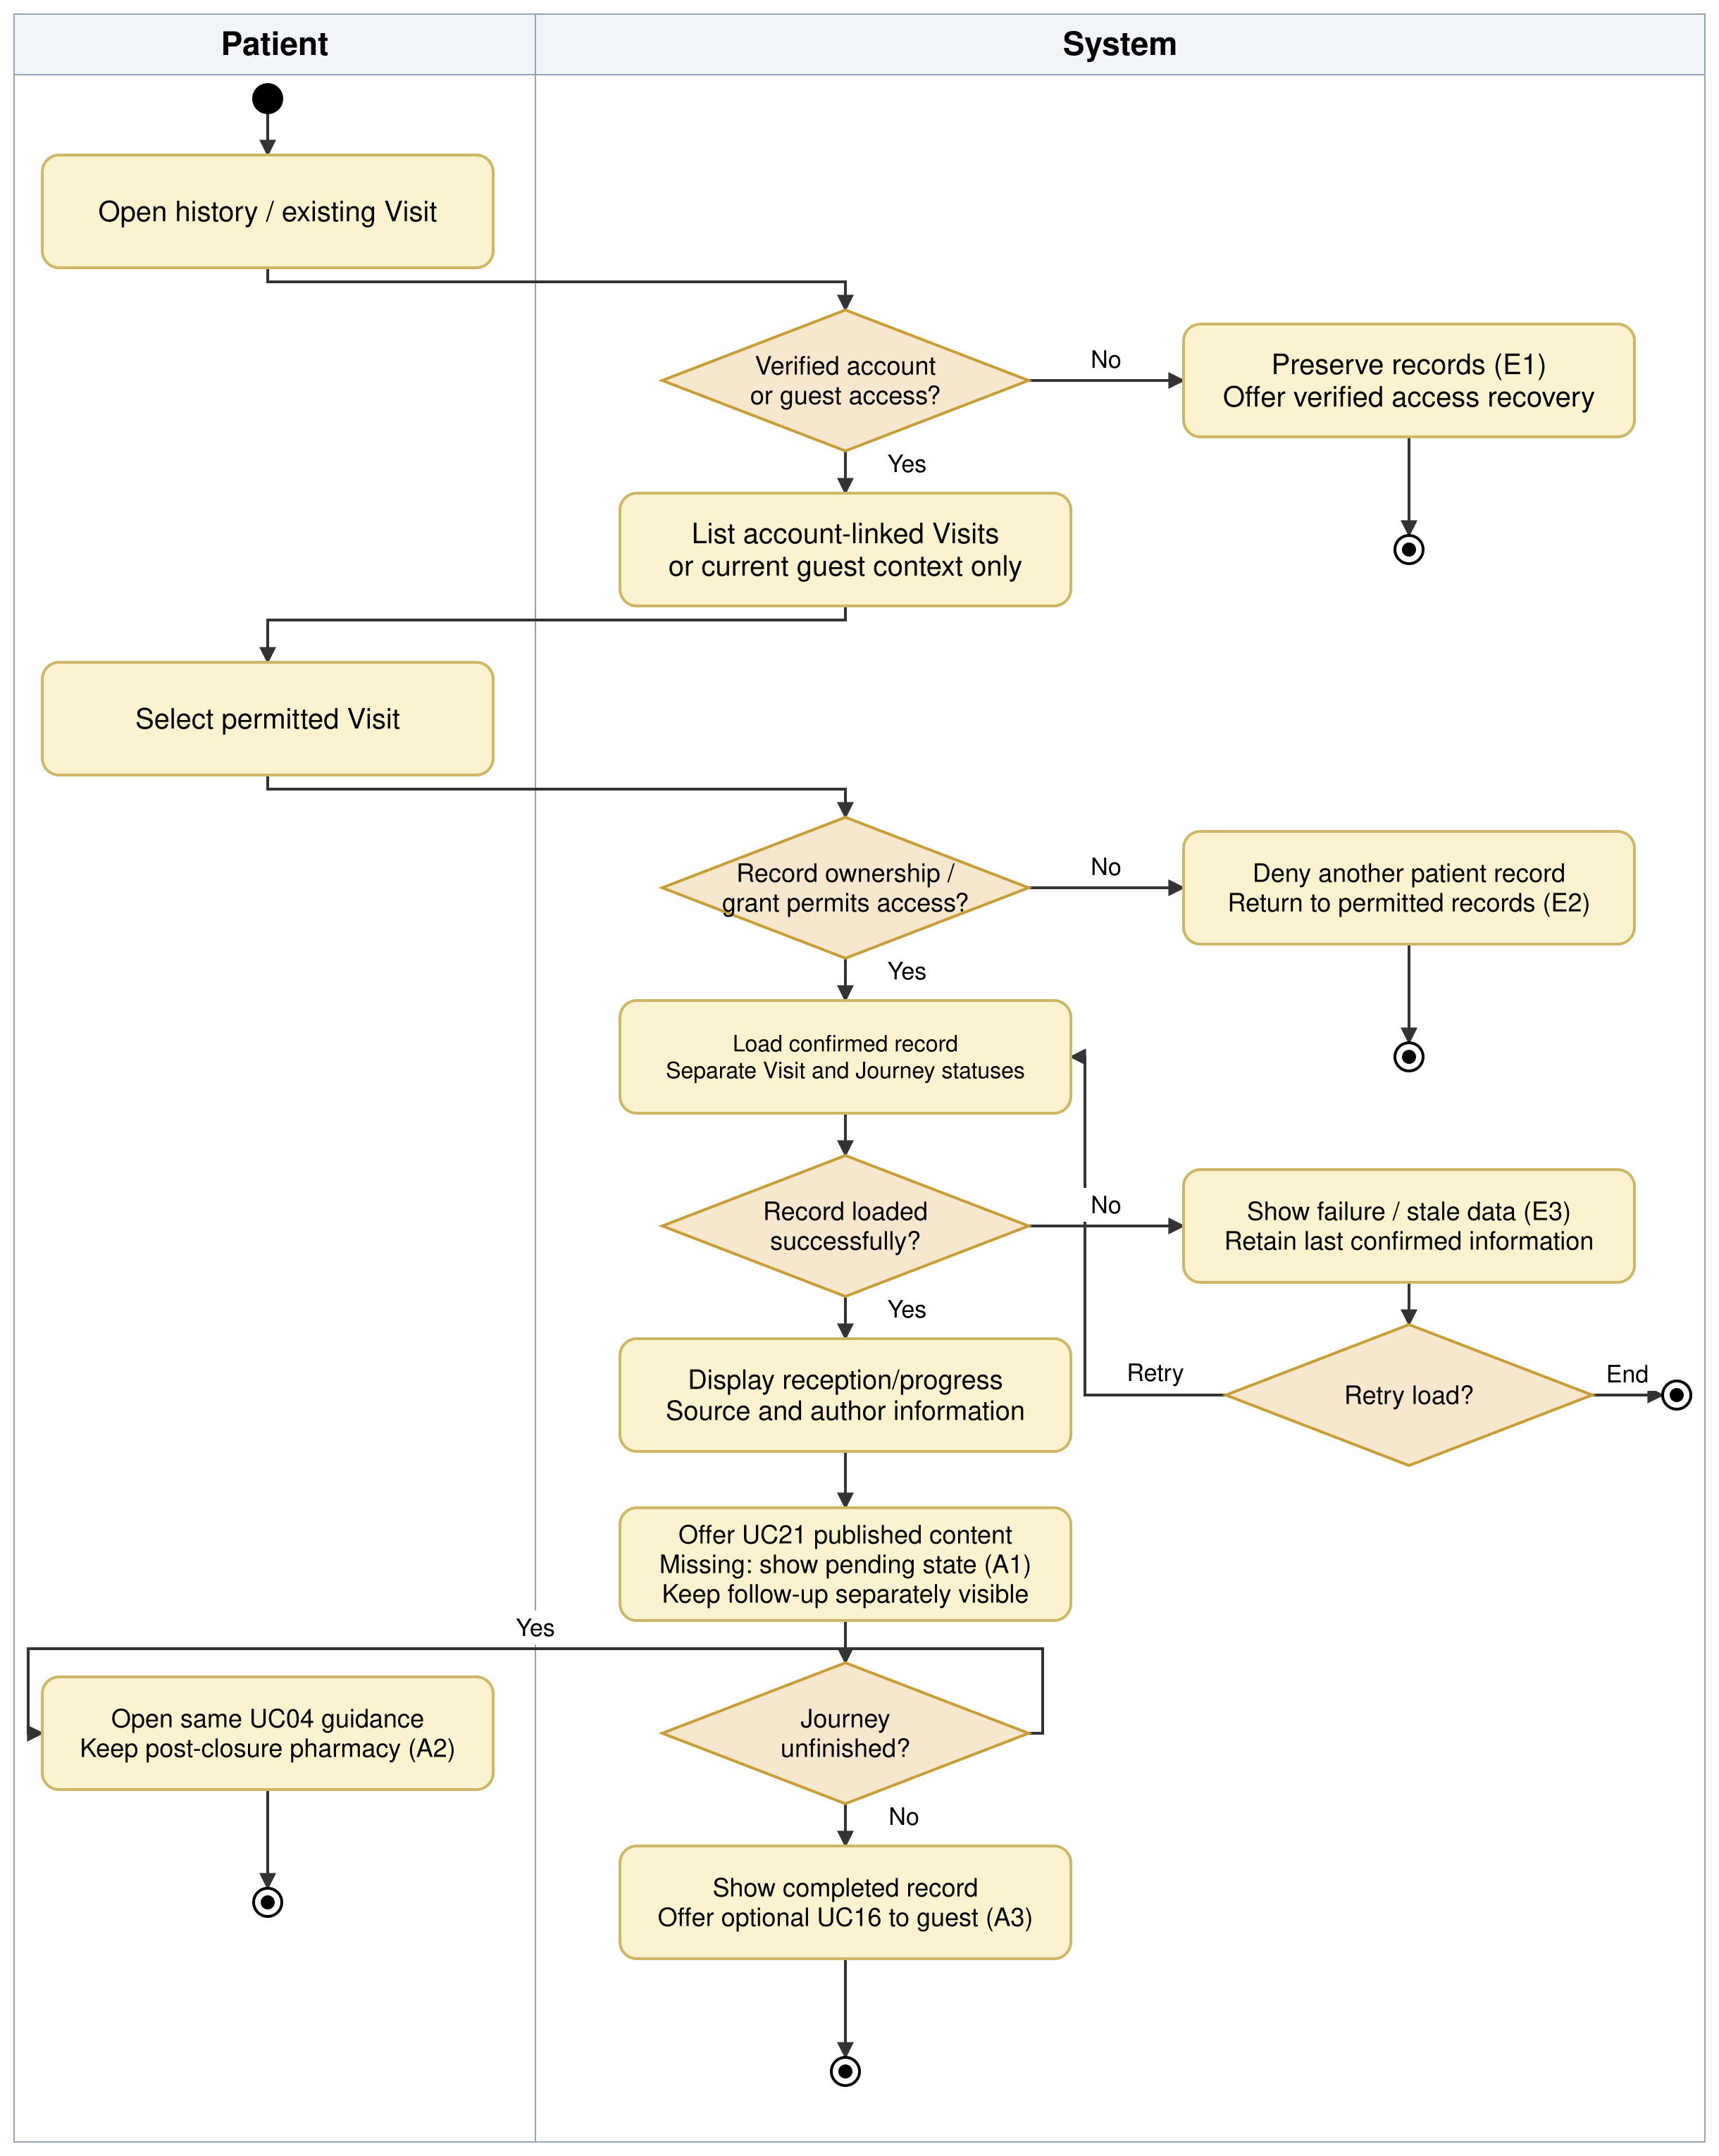 Patient
System
Open history / existing Visit
Verified account
or guest access?
No
Preserve records (E1)
Offer verified access recovery
Yes
List account-linked Visits
or current guest context only
Select permitted Visit
Record ownership /
grant permits access?
No
Deny another patient record
Return to permitted records (E2)
Yes
Load confirmed record
Separate Visit and Journey statuses
Record loaded
successfully?
No
Show failure / stale data (E3)
Retain last confirmed information
Yes
Display reception/progress
Source and author information
Retry
Retry load?
End
Offer UC21 published content
Missing: show pending state (A1)
Keep follow-up separately visible
Yes
Open same UC04 guidance
Keep post-closure pharmacy (A2)
Journey
unfinished?
No
Show completed record
Offer optional UC16 to guest (A3)